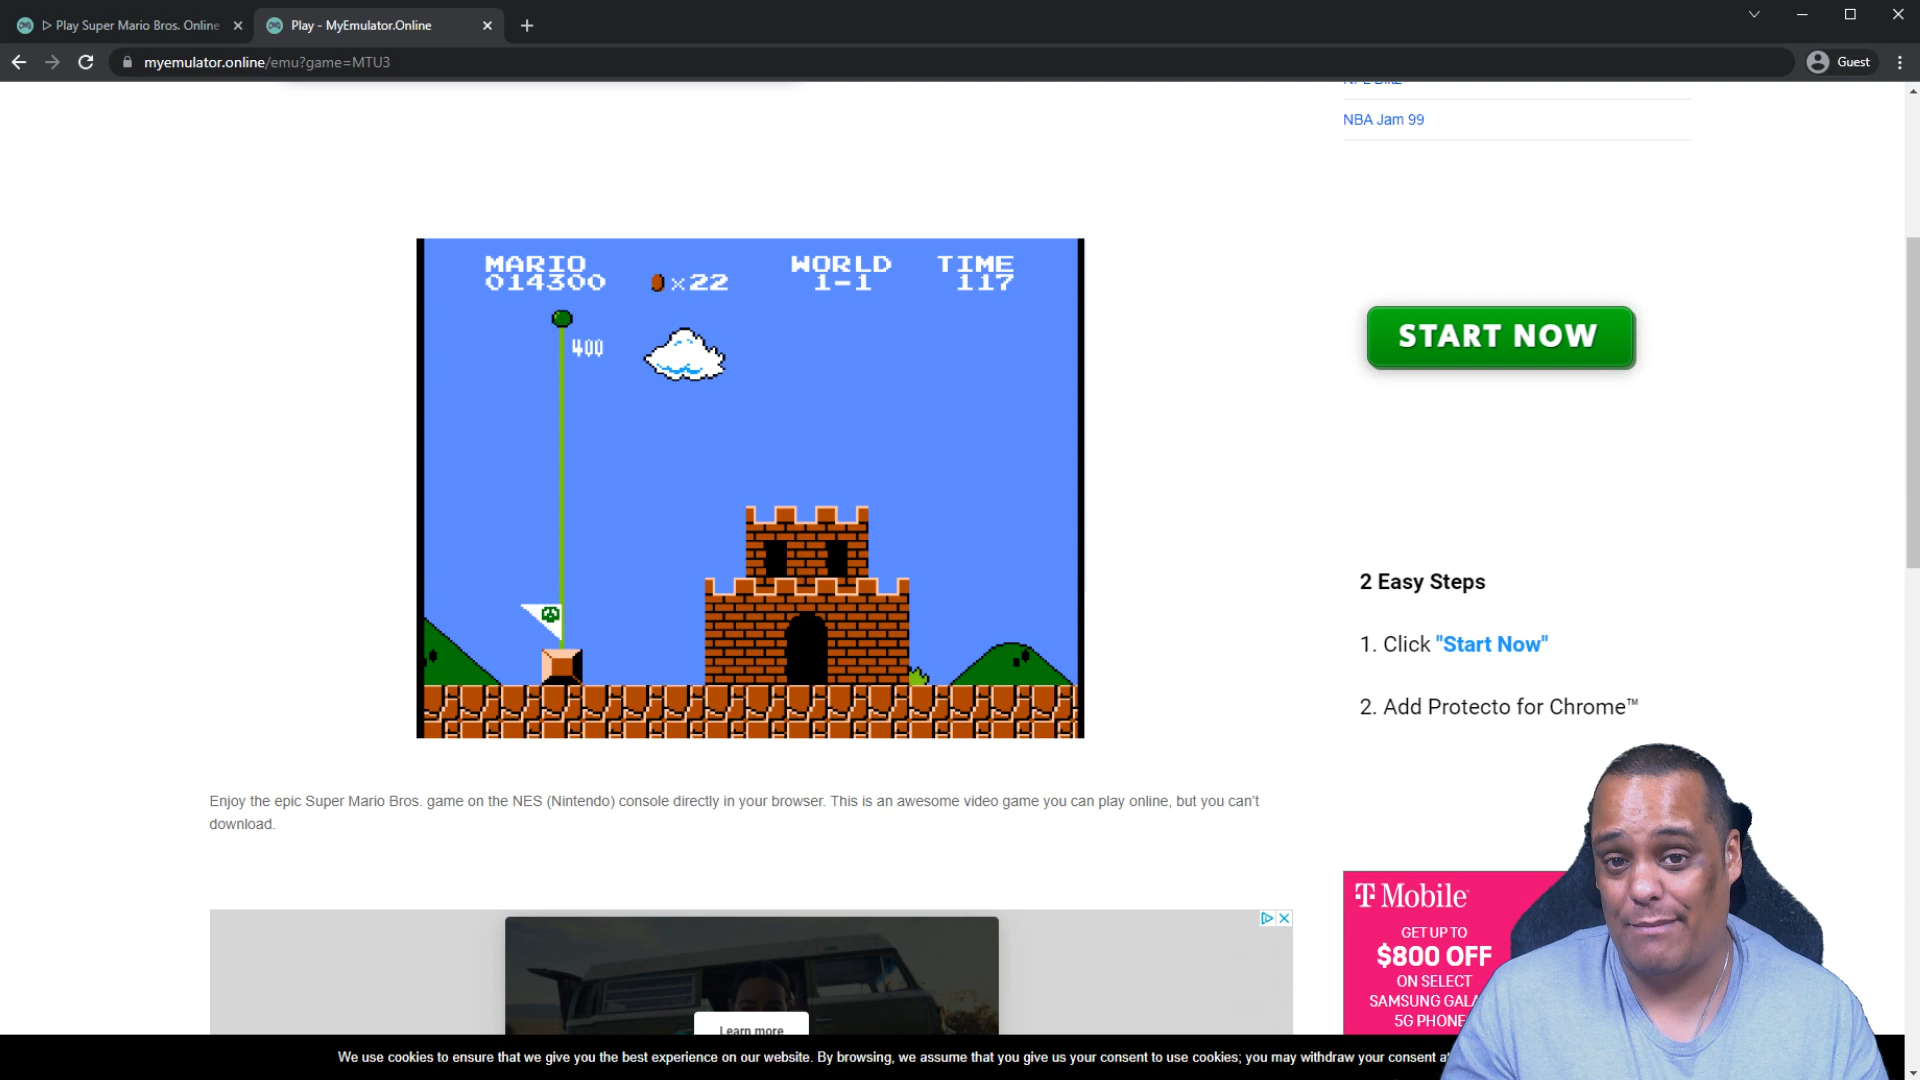 ▷ Play Super Mario Bros. Online
Play - MyEmulator.Online
myemulator.online/emu?game=MTU3
Guest
NBA Jam 99
MARIO
014300
×22
WORLD
1-1
TIME
117
400
START NOW
2 Easy Steps
1. Click "Start Now"
2. Add Protecto for Chrome™
Enjoy the epic Super Mario Bros. game on the NES (Nintendo) console directly in your browser. This is an awesome video game you can play online, but you can't
download.
T Mobile
GET UP TO
$800 OFF
ON SELECT
SAMSUNG
5G PHONE
Learn more
We use cookies to ensure that we give you the best experience on our website. By browsing, we assume that you give us your consent to use cookies; you may withdraw your consent